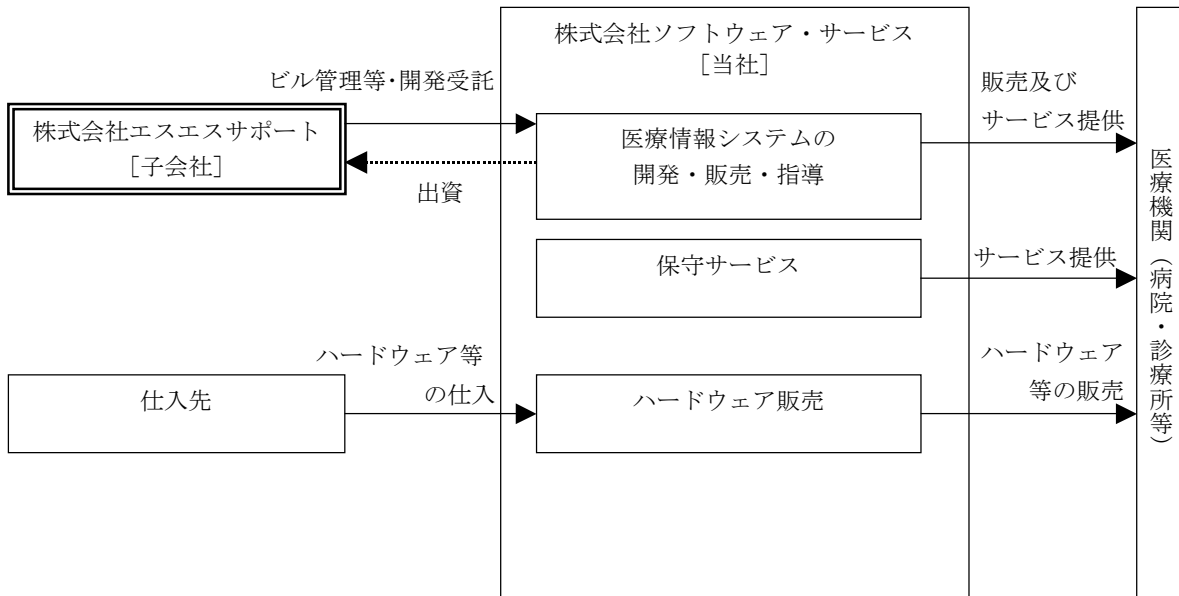 株式会社ソフトウェア・サービス
［当社］
ビル管理等・開発受託
販売及び
サービス提供
株式会社エスエスサポート
［子会社］
出資
医療情報システムの
開発・販売・指導
保守サービス
サービス提供
ハードウェア等
の仕入
仕入先
ハードウェア販売
ハードウェア
等の販売
医療機関（病院・診療所等）